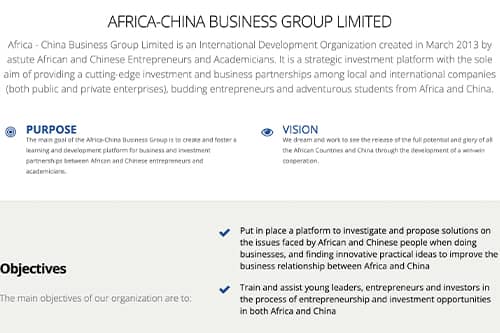 AFRICA-CHINA BUSINESS GROUP LIMITED
Africa - China Business Group Limited is an International Development Organization created in March 2013 by
astute African and Chinese Entrepreneurs and Academicians. It is a strategic investment platform with the sole
aim of providing a cutting-edge investment and business partnerships among local and international companies
(both public and private enterprises), budding entrepreneurs and adventurous students from Africa and China.
PURPOSE
The main goal of the Africa-China Business Group is to create and foster a
learning and development platform for business and investment
partnerships between African and Chinese entrepreneurs and
academicians.
VISION
We dream and work to see the release of the full potential and glory of all
the African Countries and China through the development of a win-win
cooperation.
Objectives
The main objectives of our organization are to:
Put in place a platform to investigate and propose solutions on
the issues faced by African and Chinese people when doing
businesses, and finding innovative practical ideas to improve the
business relationship between Africa and China
Train and assist young leaders, entrepreneurs and investors in
the process of entrepreneurship and investment opportunities
in both Africa and China